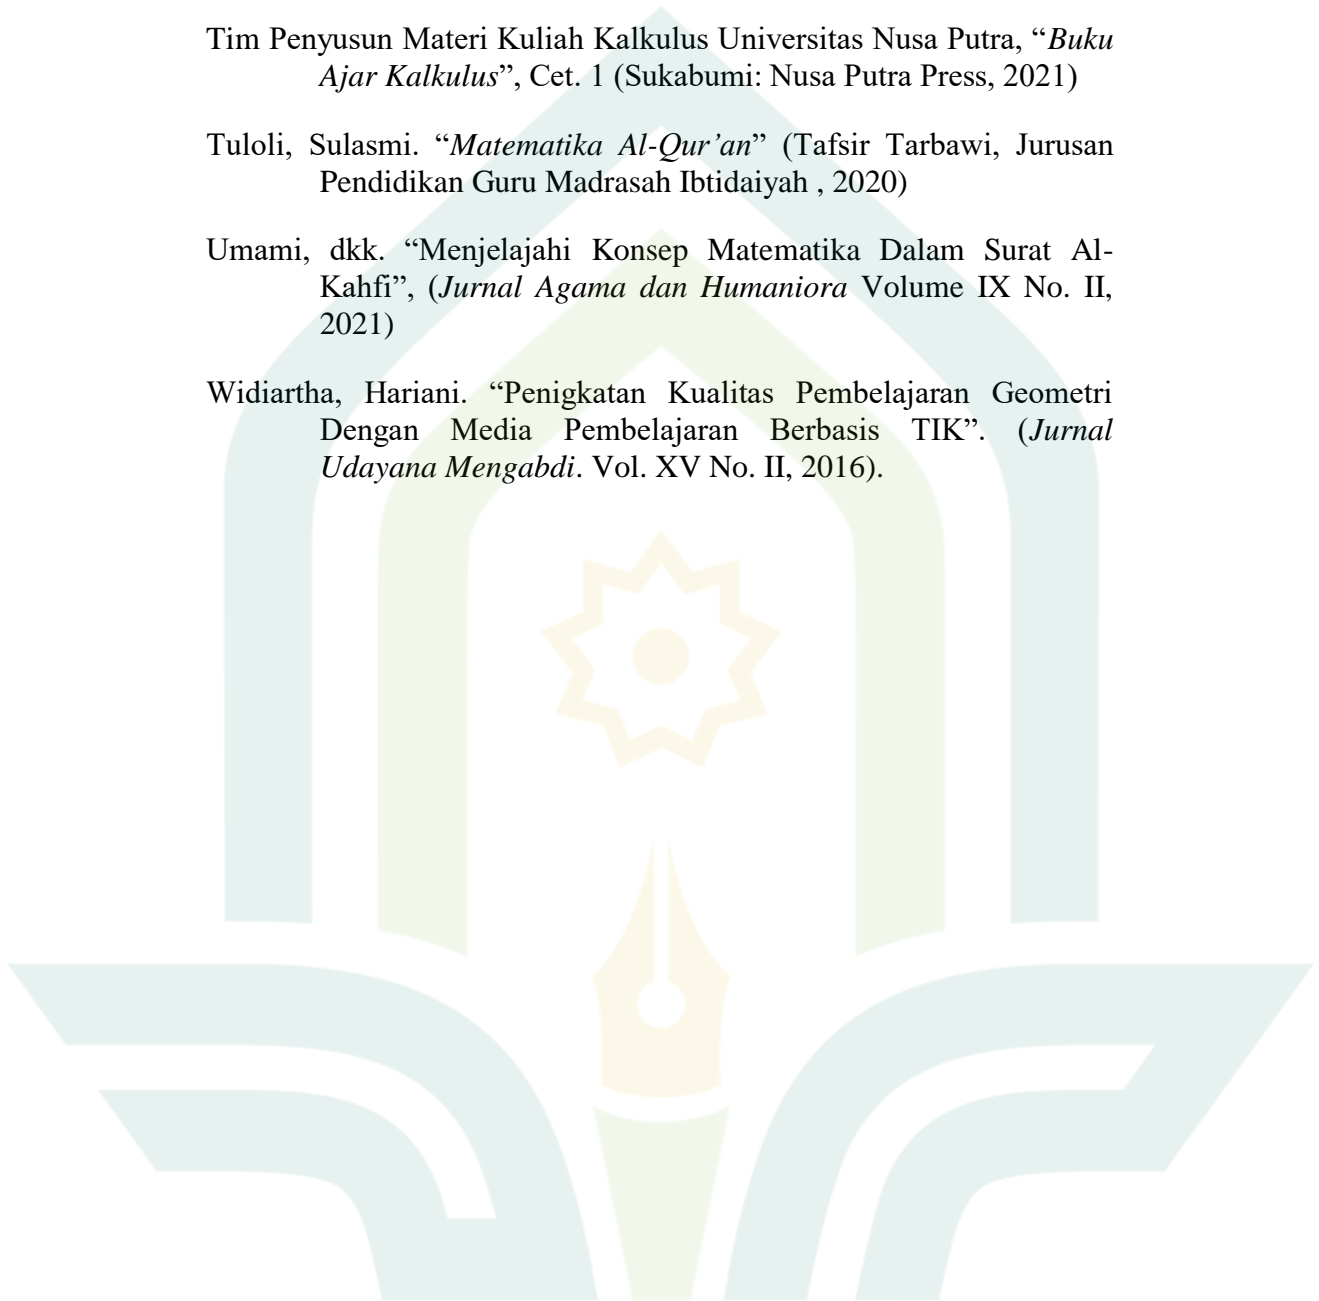 Tim Penyusun Materi Kuliah Kalkulus Universitas Nusa Putra, “Buku
Ajar Kalkulus”, Cet. 1 (Sukabumi: Nusa Putra Press, 2021)
Tuloli, Sulasmi. “Matematika Al-Qur’an” (Tafsir Tarbawi, Jurusan
Pendidikan Guru Madrasah Ibtidaiyah , 2020)
Umami, dkk. “Menjelajahi Konsep Matematika Dalam Surat Al-
Kahfi”, (Jurnal Agama dan Humaniora Volume IX No. II,
2021)
Widiartha, Hariani. “Penigkatan Kualitas Pembelajaran Geometri
Dengan Media Pembelajaran Berbasis TIK”. (Jurnal
Udayana Mengabdi. Vol. XV No. II, 2016).